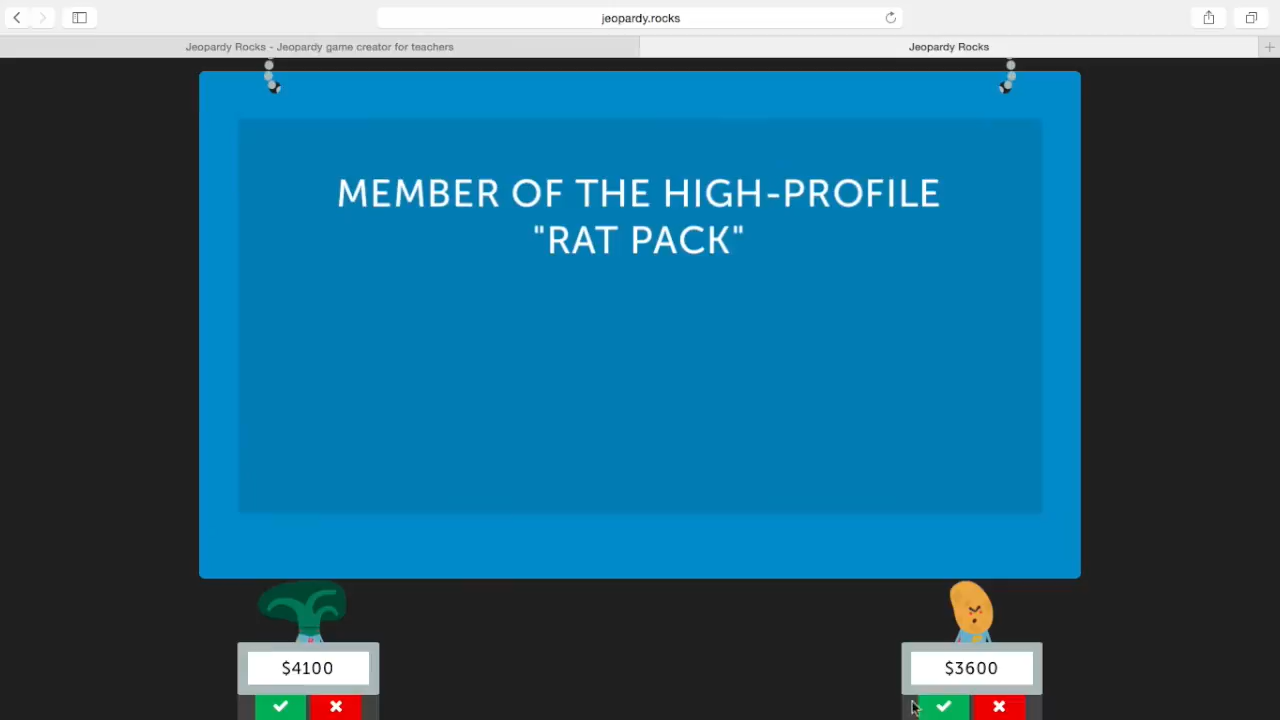 jeopardy.rocks
Jeopardy Rocks - Jeopardy game creator for teachers
Jeopardy Rocks
MEMBER OF THE HIGH-PROFILE
"RAT PACK"
$4100
$3600